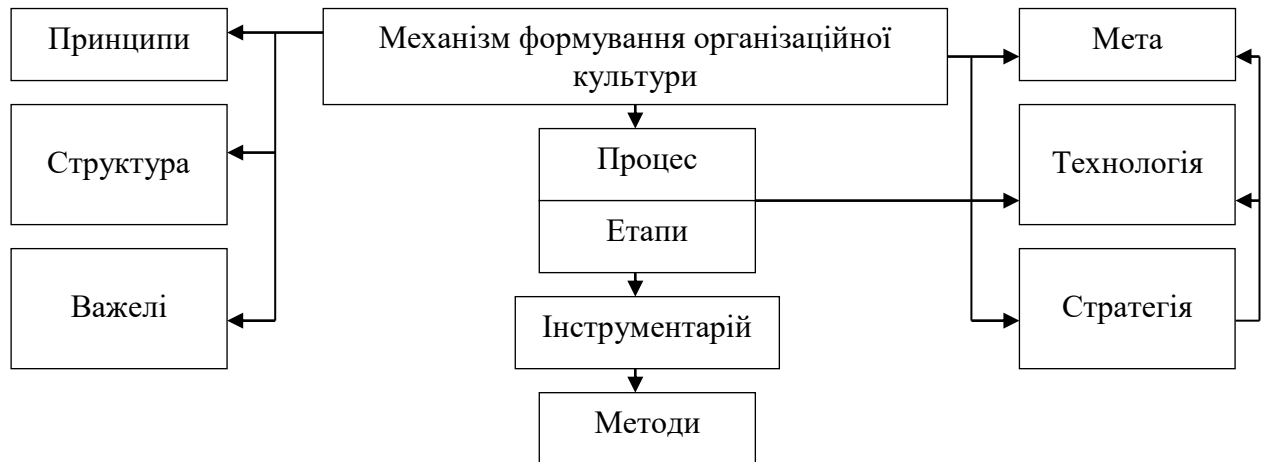 Принципи
Механізм формування організаційної
культури
Мета
Структура
Процес
Технологія
Етапи
Важелі
Інструментарій
Стратегія
Методи